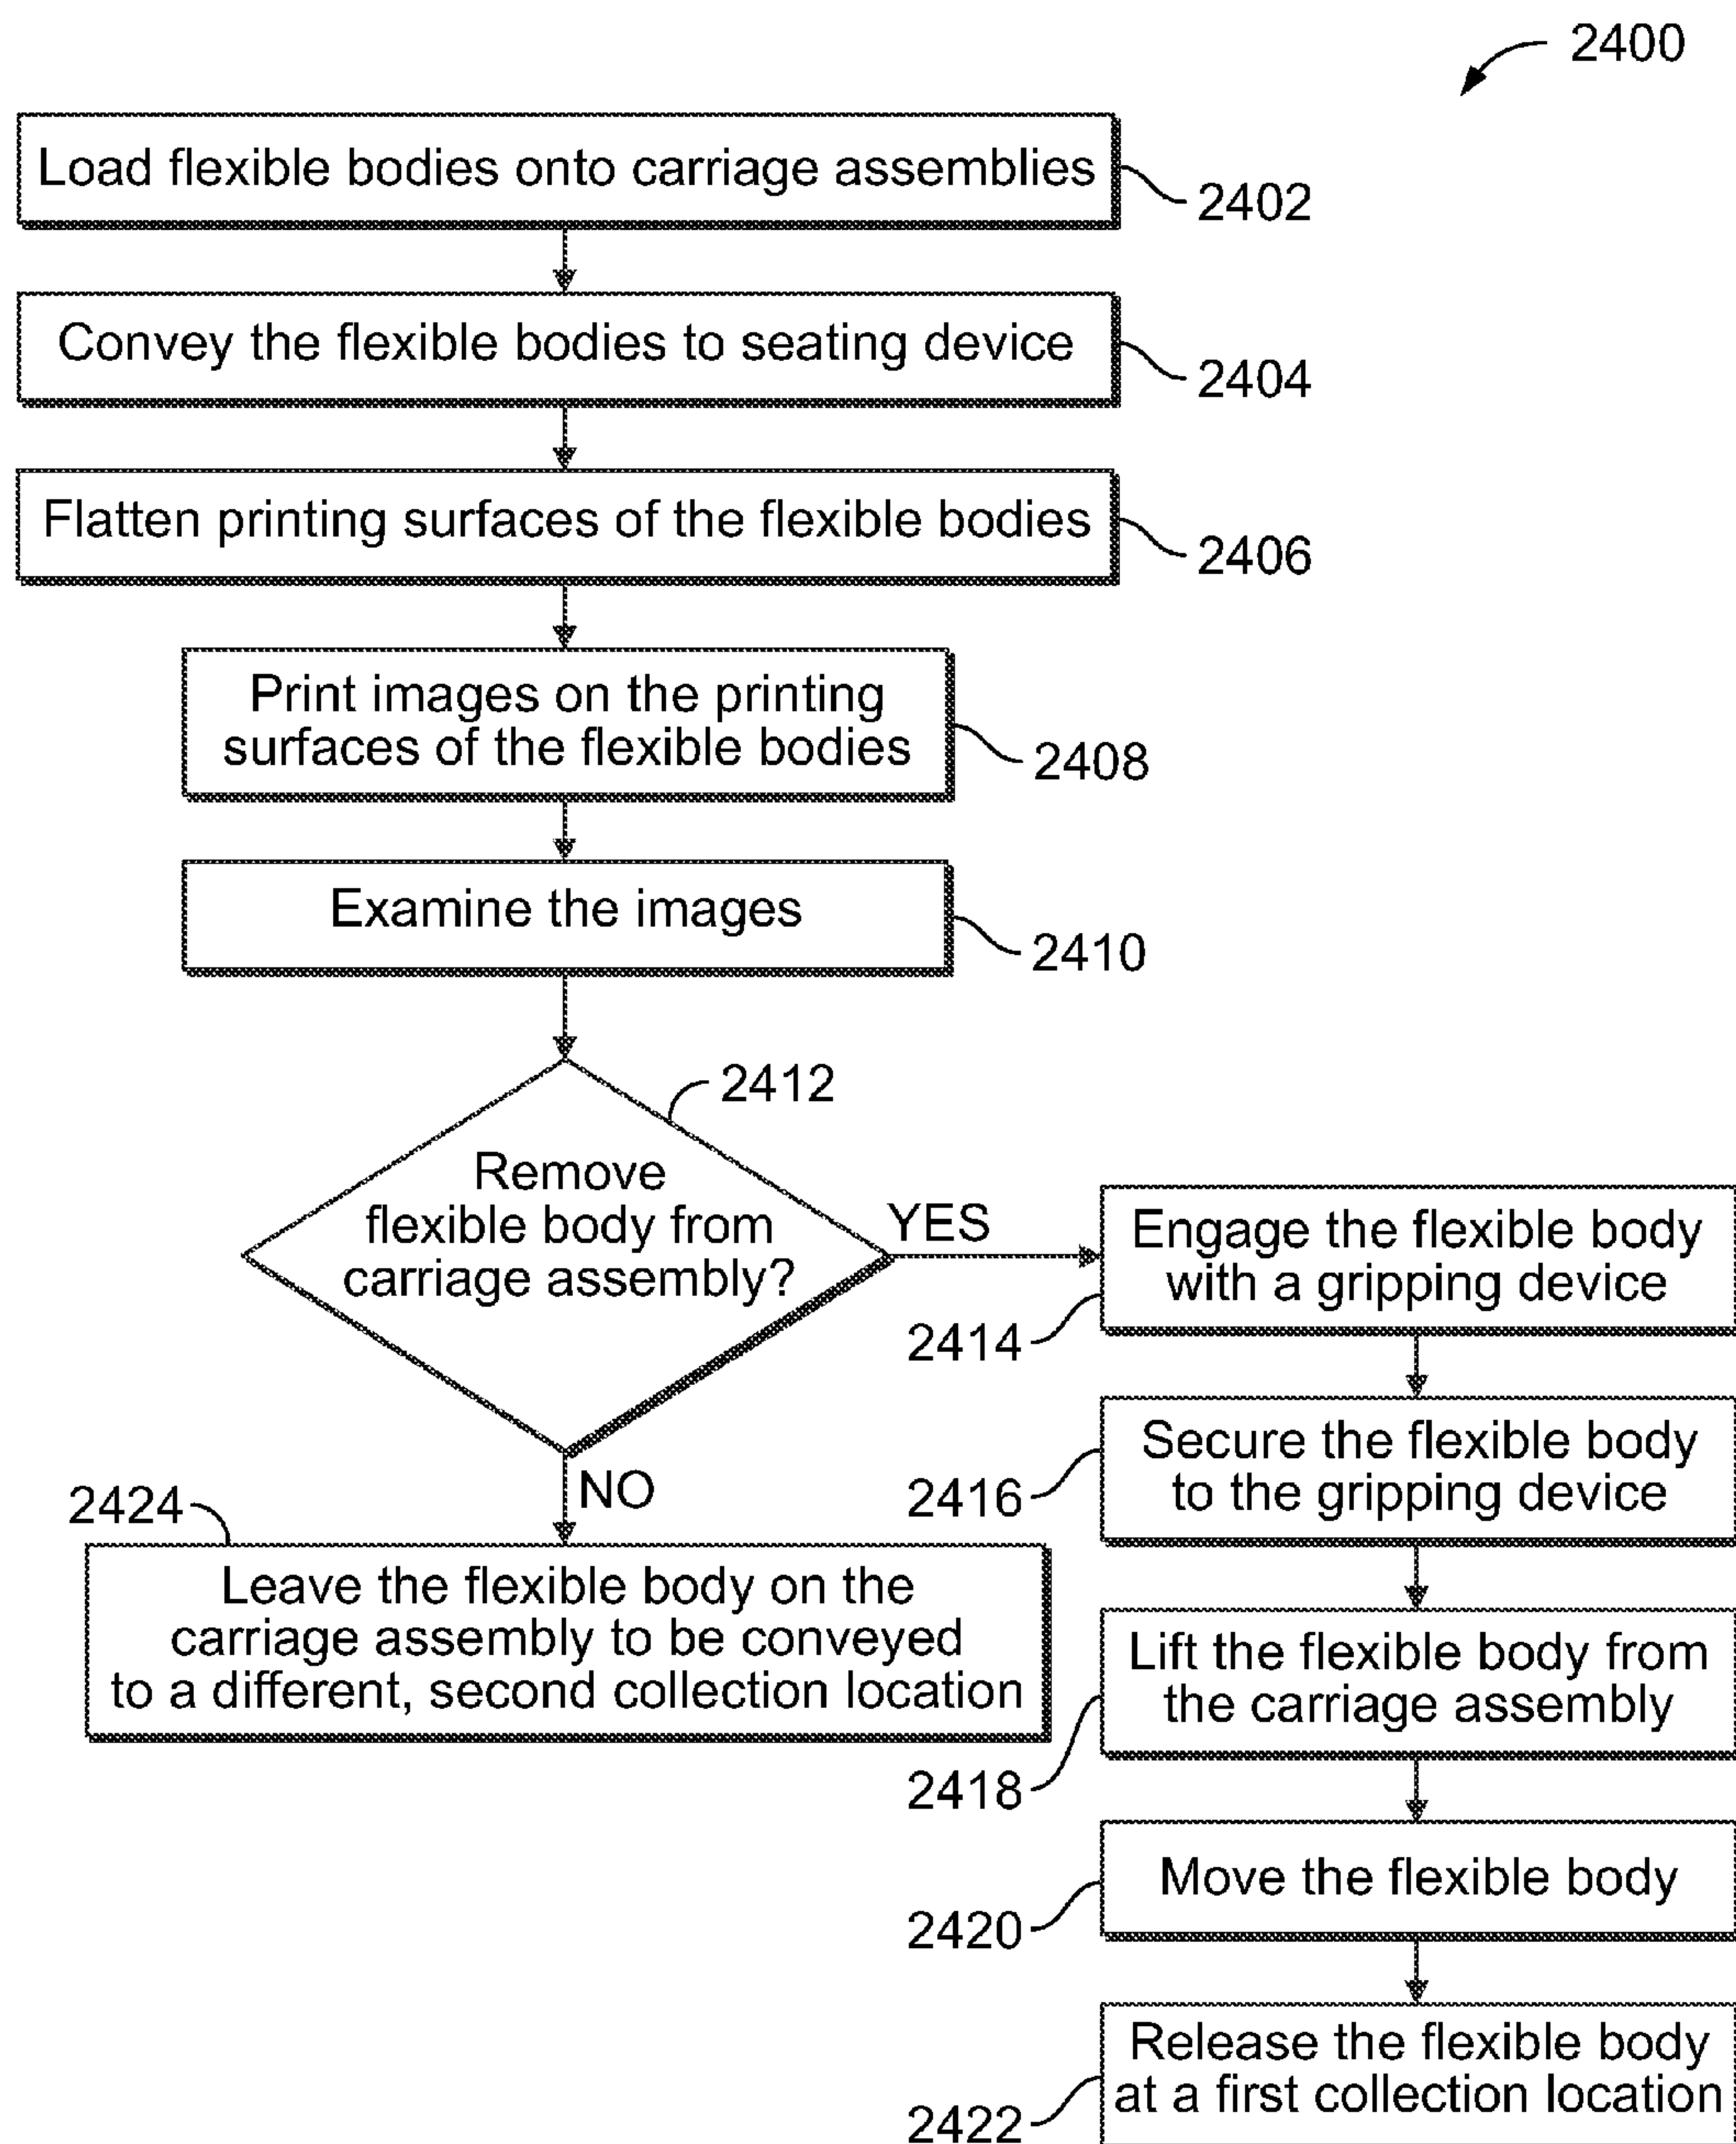 2400
Load flexible bodies onto carriage assemblies
2402
Convey the flexible bodies to seating device
2404
Flatten printing surfaces of the flexible bodies
2406
Print images on the printing
surfaces of the flexible bodies
2408
Examine the images
2410
2412
Remove
flexible body from
carriage assembly?
YES
NO
Engage the flexible body
with a gripping device
2414
Secure the flexible body
to the gripping device
2416
Lift the flexible body from
the carriage assembly
2418
Move the flexible body
2420
Release the flexible body
at a first collection location
2422
2424
Leave the flexible body on the
carriage assembly to be conveyed
to a different, second collection location